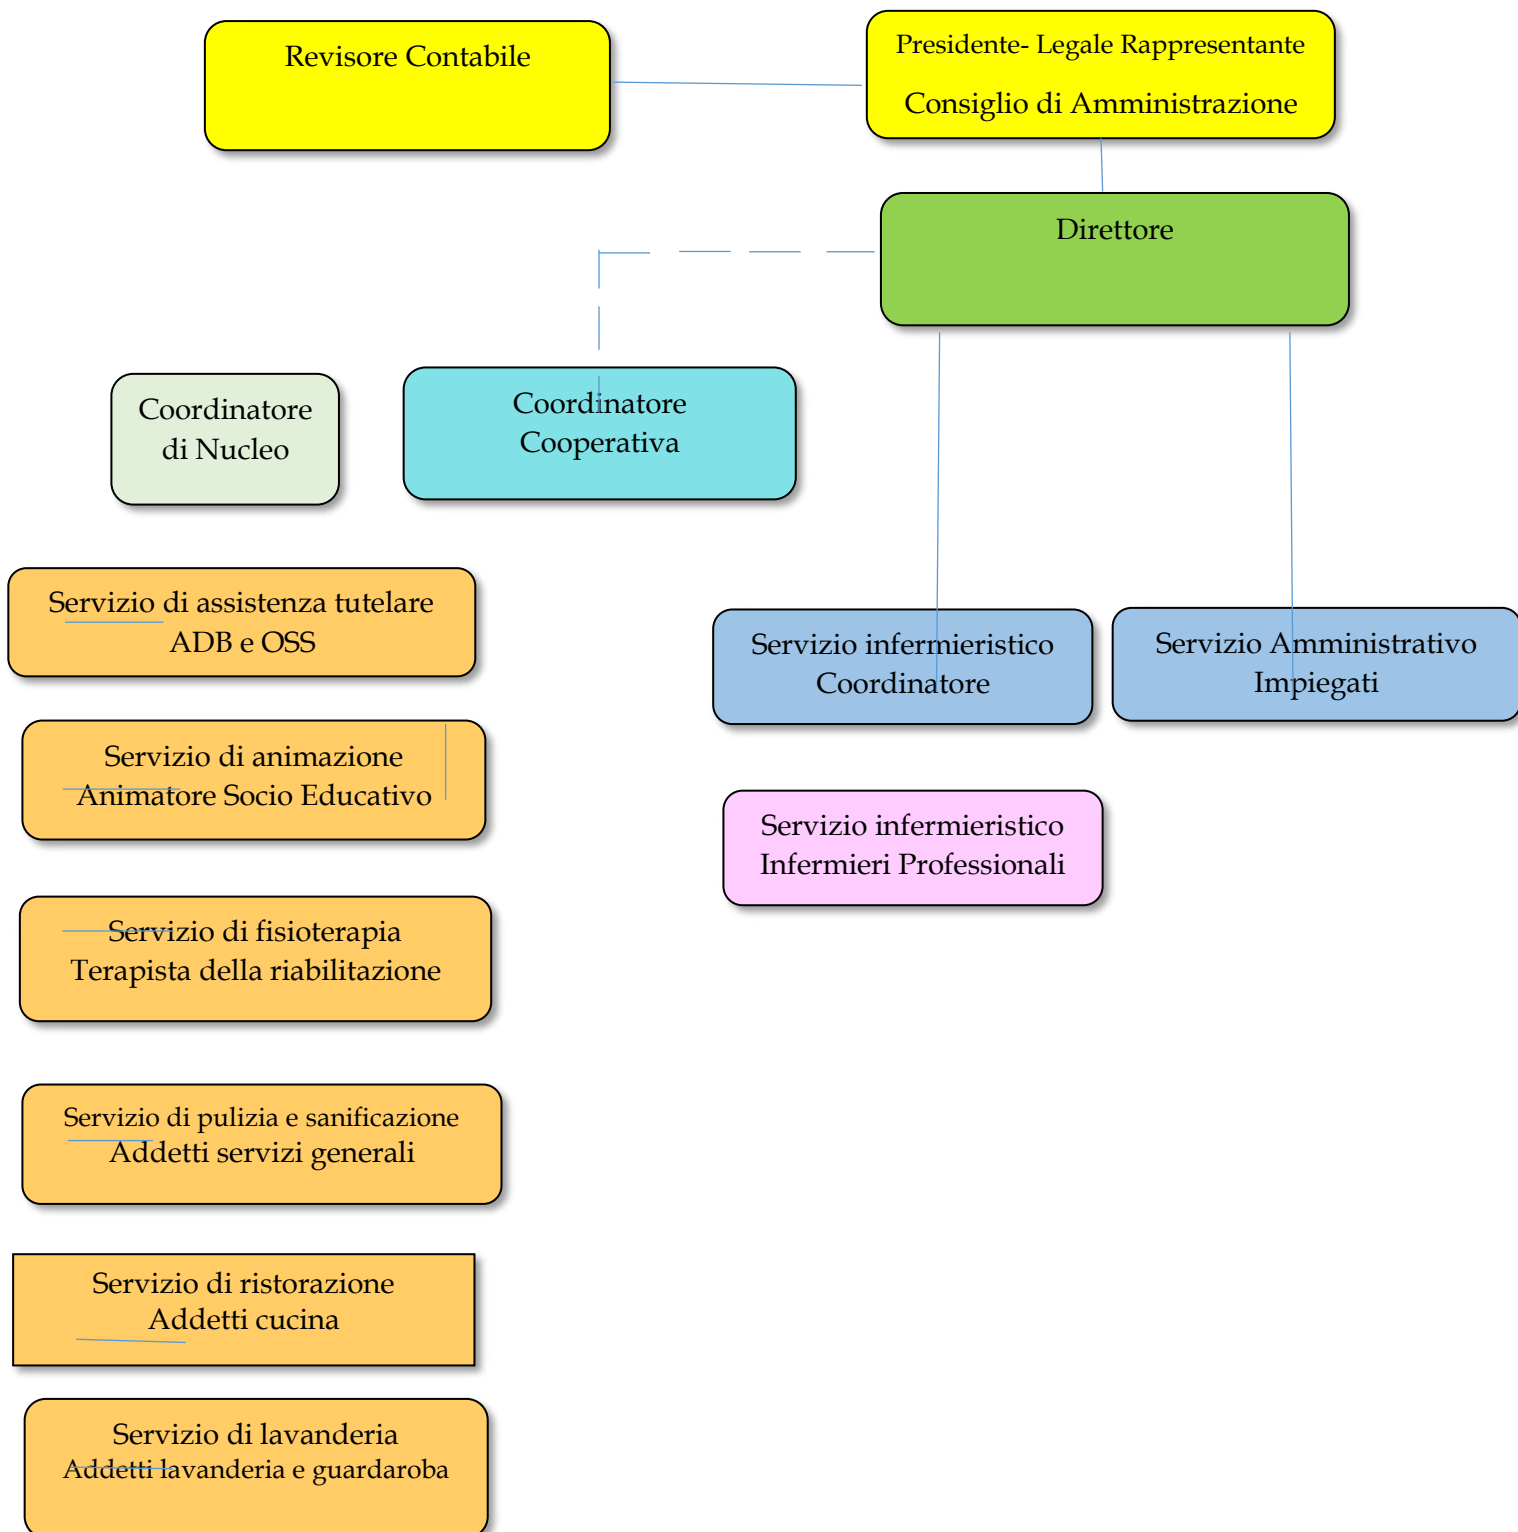 Revisore Contabile
Presidente- Legale Rappresentante
Consiglio di Amministrazione
Direttore
Coordinatore
di Nucleo
Coordinatore
Cooperativa
Servizio di assistenza tutelare
ADB e OSS
Servizio infermieristico
Coordinatore
Servizio Amministrativo
Impiegati
Servizio di animazione
Animatore Socio Educativo
Servizio infermieristico
Infermieri Professionali
Servizio di fisioterapia
Terapista della riabilitazione
Servizio di pulizia e sanificazione
Addetti servizi generali
Servizio di ristorazione
Addetti cucina
Servizio di lavanderia
Addetti lavanderia e guardaroba